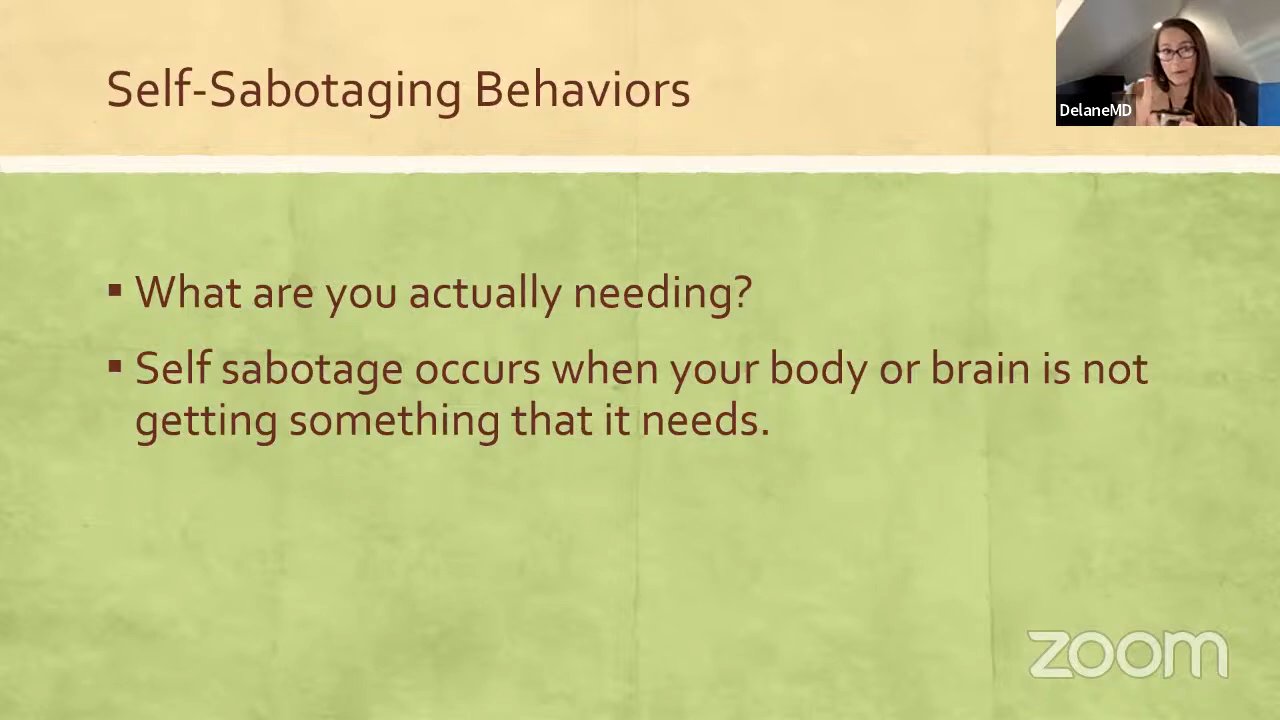 Self-Sabotaging Behaviors
DelaneMD
▪ What are you actually needing?
▪ Self sabotage occurs when your body or brain is not
getting something that it needs.
zoom